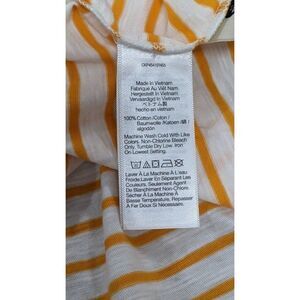 Made in Vietnam
Fabriqué Au Viêt Nam
Hergestellt in Vietnam
Vervaardigd in Vietnam
ベトナム製
hecho en vietnam
100% Cotton /Coton /
Baumwolle /Katoen /綿 /
algodón
Machine Wash Cold With Like
Colors. Non-Chlorine Bleach
Only, Tumble Dry Low. Iron
On Lowest Setting.
Laver À La Machine À L'eau
Froide Laver En Séparant Les
Couleurs. Seulement Agent
De Blanchiment Non-Chlore
Sécher À La Machine À
Basse Température, Repasser
À Fer Doux Si Nécessaire.